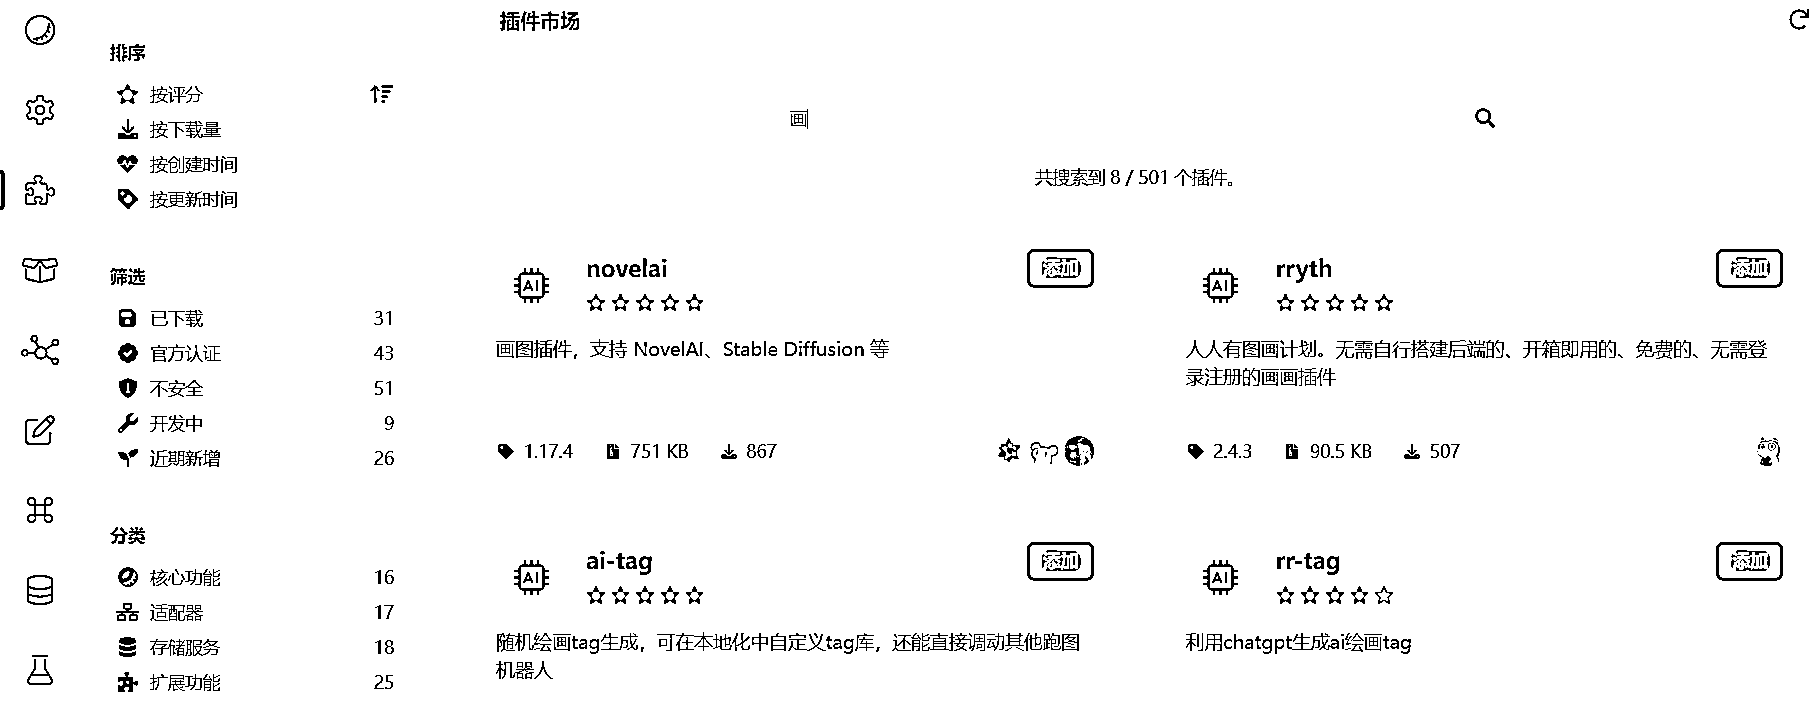 插件市场
排序
按评分
按下载量
按创建时间
按更新时间
筛选
已下载 31
官方认证 43
不安全 51
开发中 9
近期新增 26
分类
核心功能 16
适配器 17
存储服务 18
扩展功能 25
画
共搜索到 8 / 501 个插件。
AI
novelai
添加
画图插件，支持 NovelAI、Stable Diffusion 等
1.17.4 751 KB 867
AI
rryth
添加
人人有图画计划。无需自行搭建后端的、开箱即用的、免费的、无需登
录注册的画画插件
2.4.3 90.5 KB 507
AI
ai-tag
添加
随机绘画tag生成，可在本地化中自定义tag库，还能直接调动其他跑图
机器人
AI
rr-tag
添加
利用chatgpt生成ai绘画tag